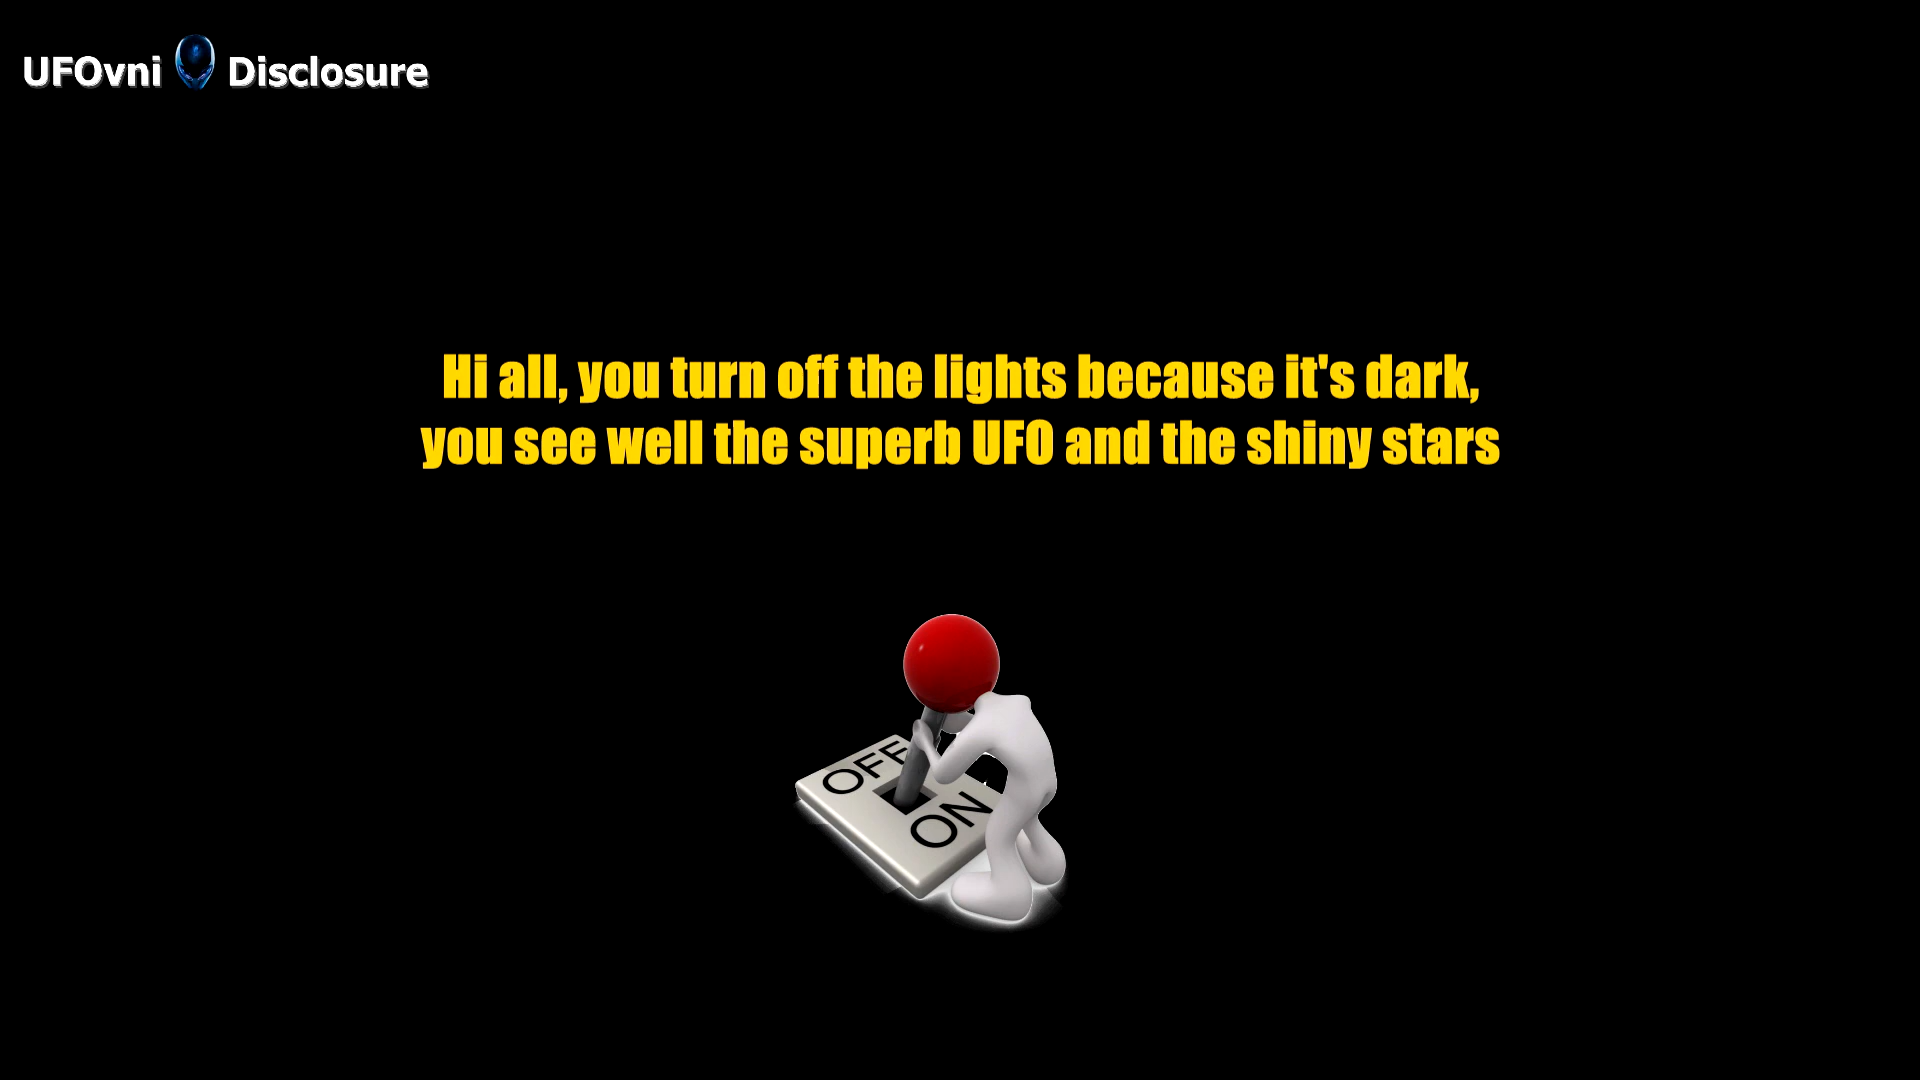 UFOvni Disclosure
Hi all, you turn off the lights because it's dark,
you see well the superb UFO and the shiny stars
OFF
ON